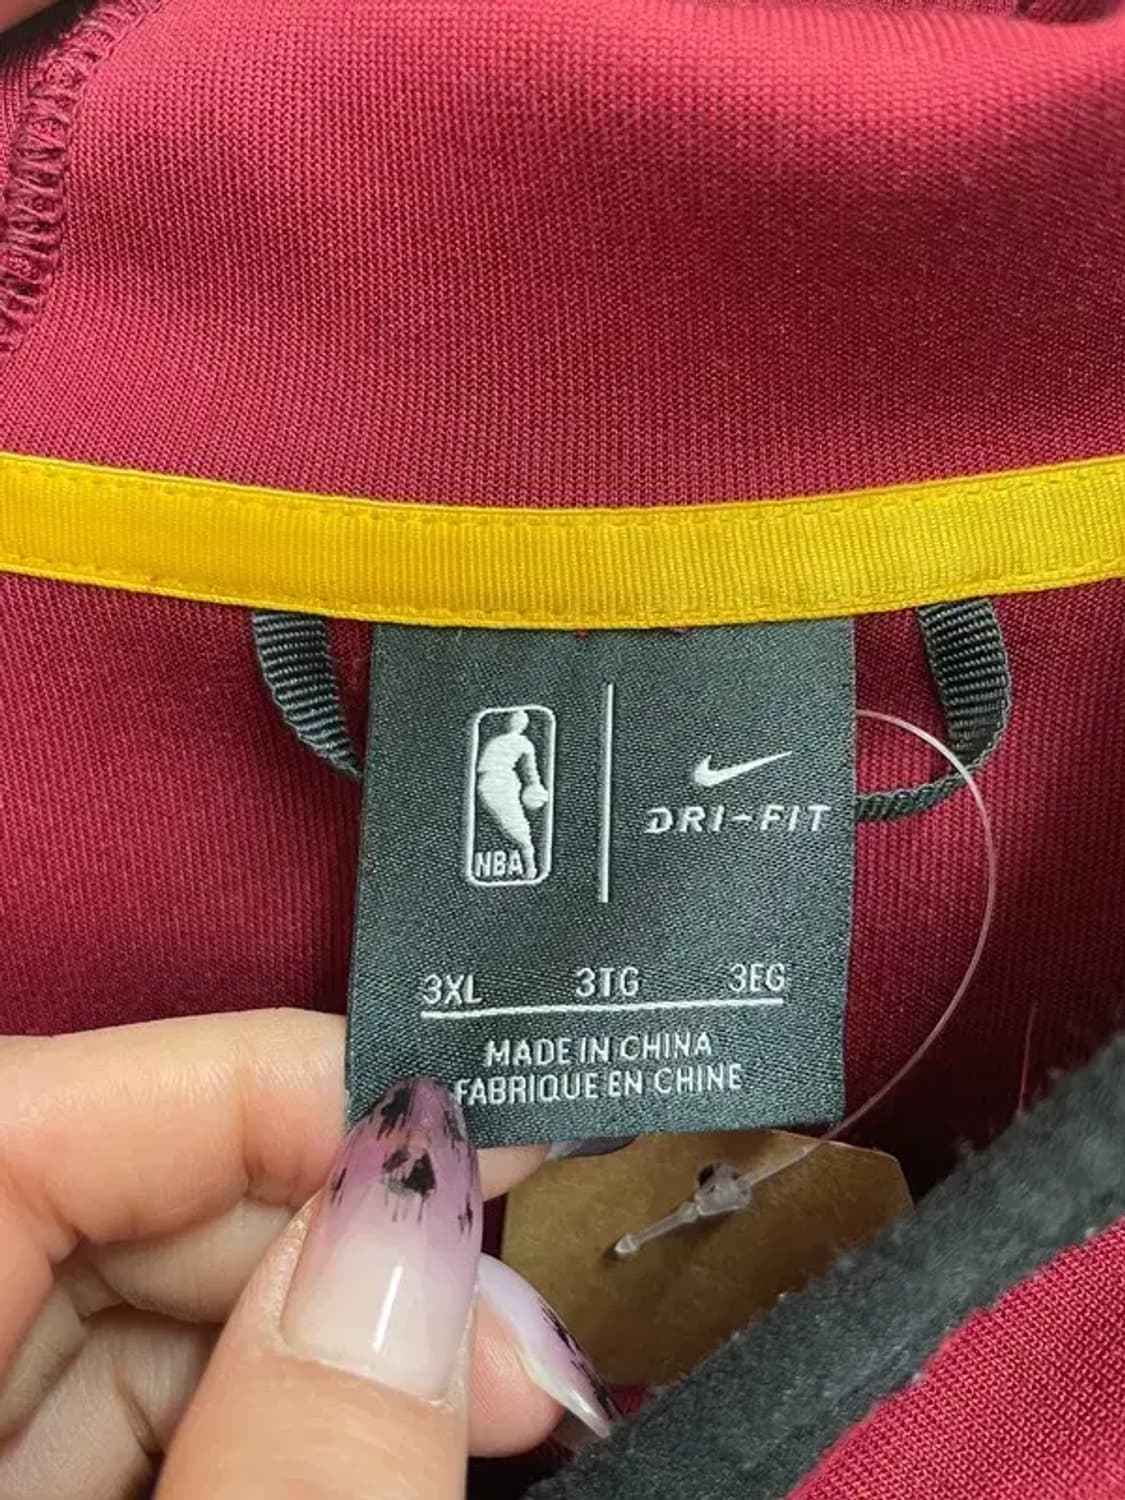 NBA
DRI-FIT
3XL 3TG 3EG
MADE IN CHINA
FABRIQUE EN CHINE